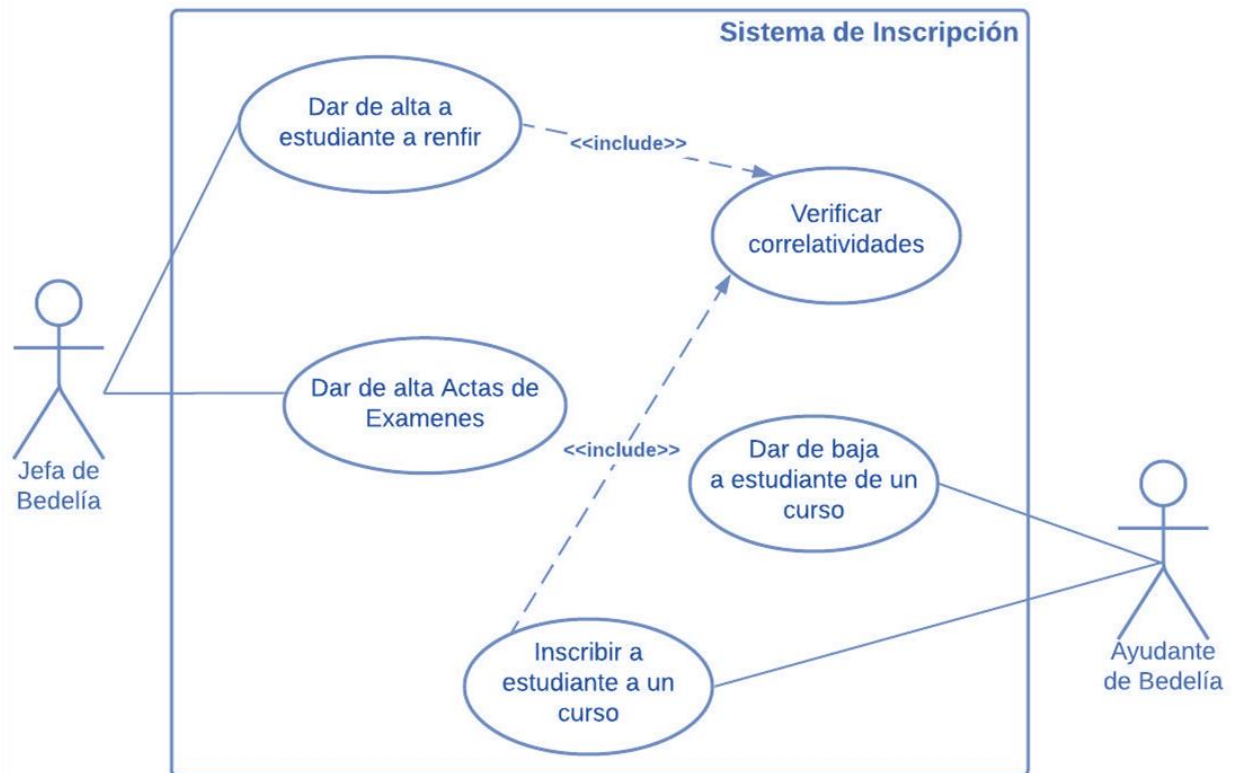 Sistema de Inscripción
Dar de alta a
estudiante a renfir
<<include>>
Verificar
correlatividades
Jefa de
Bedelía
Dar de alta Actas de
Examenes
<<include>>
Dar de baja
a estudiante de un
curso
Inscribir a
estudiante a un
curso
Ayudante
de Bedelía